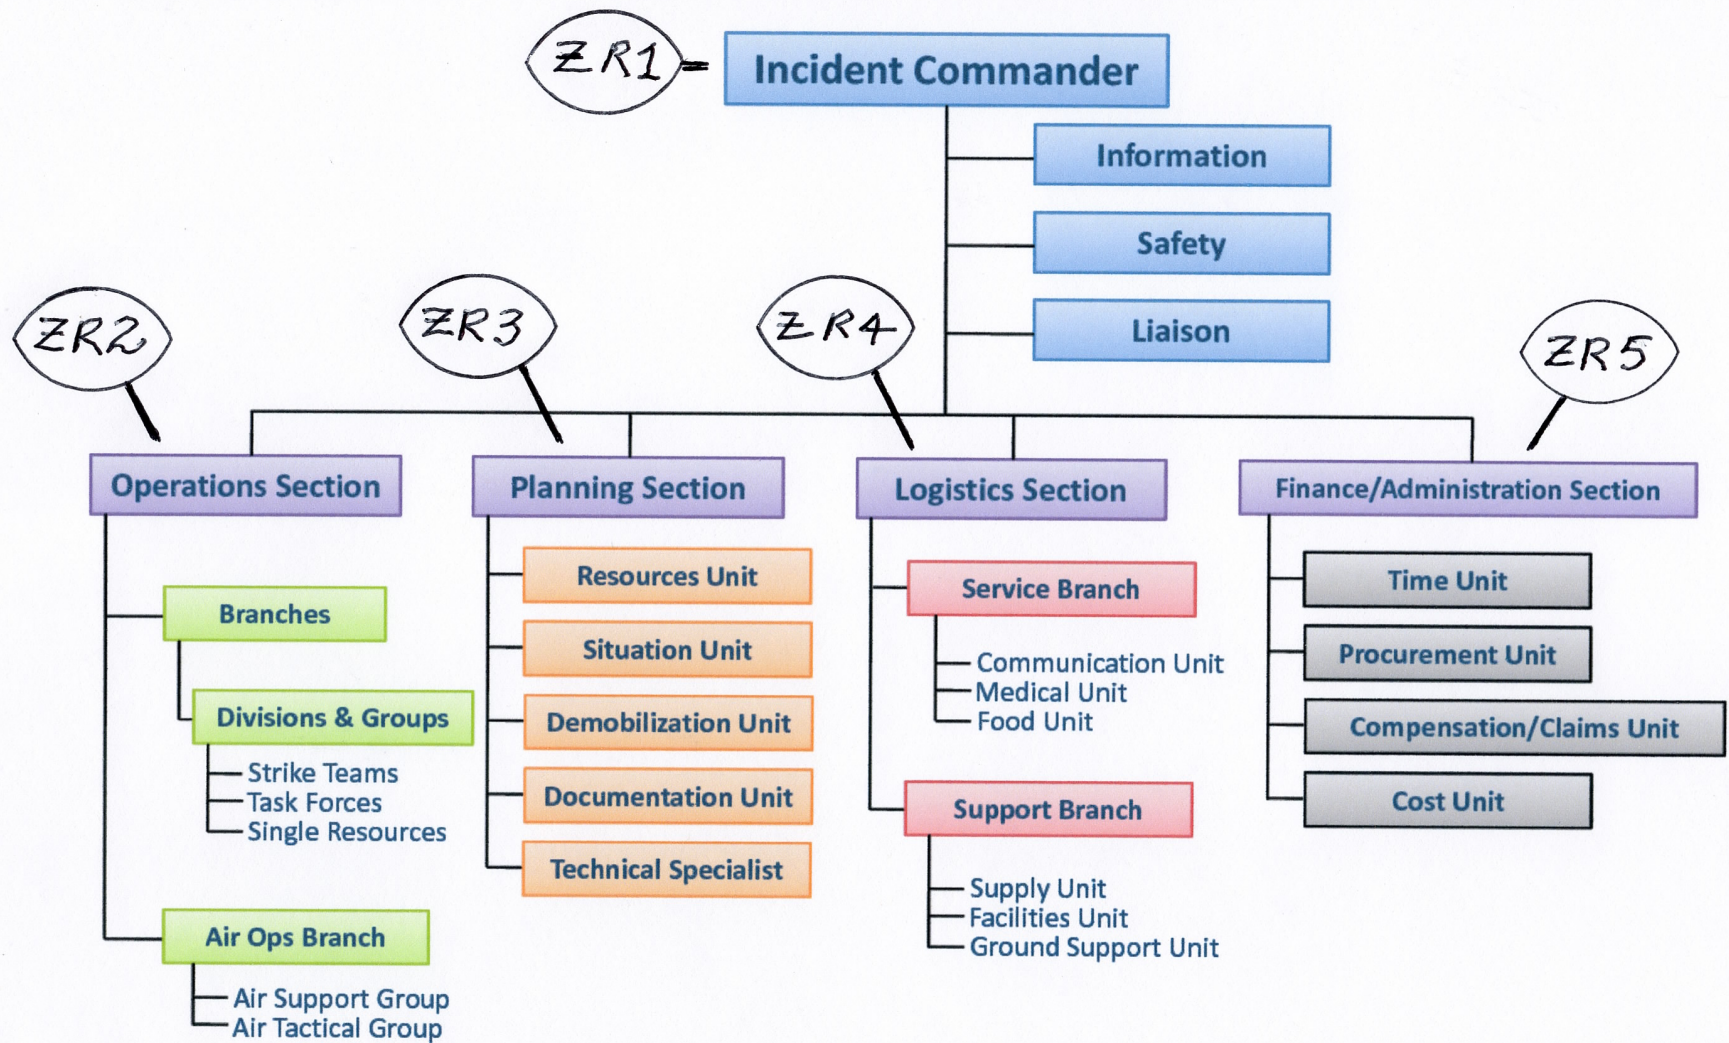 ZR1
Incident Commander
Information
Safety
Liaison
ZR2
ZR3
ZR4
ZR5
Operations Section
Branches
Divisions & Groups
Strike Teams
Task Forces
Single Resources
Air Ops Branch
Air Support Group
Air Tactical Group
Planning Section
Resources Unit
Situation Unit
Demobilization Unit
Documentation Unit
Technical Specialist
Logistics Section
Service Branch
Communication Unit
Medical Unit
Food Unit
Support Branch
Supply Unit
Facilities Unit
Ground Support Unit
Finance/Administration Section
Time Unit
Procurement Unit
Compensation/Claims Unit
Cost Unit